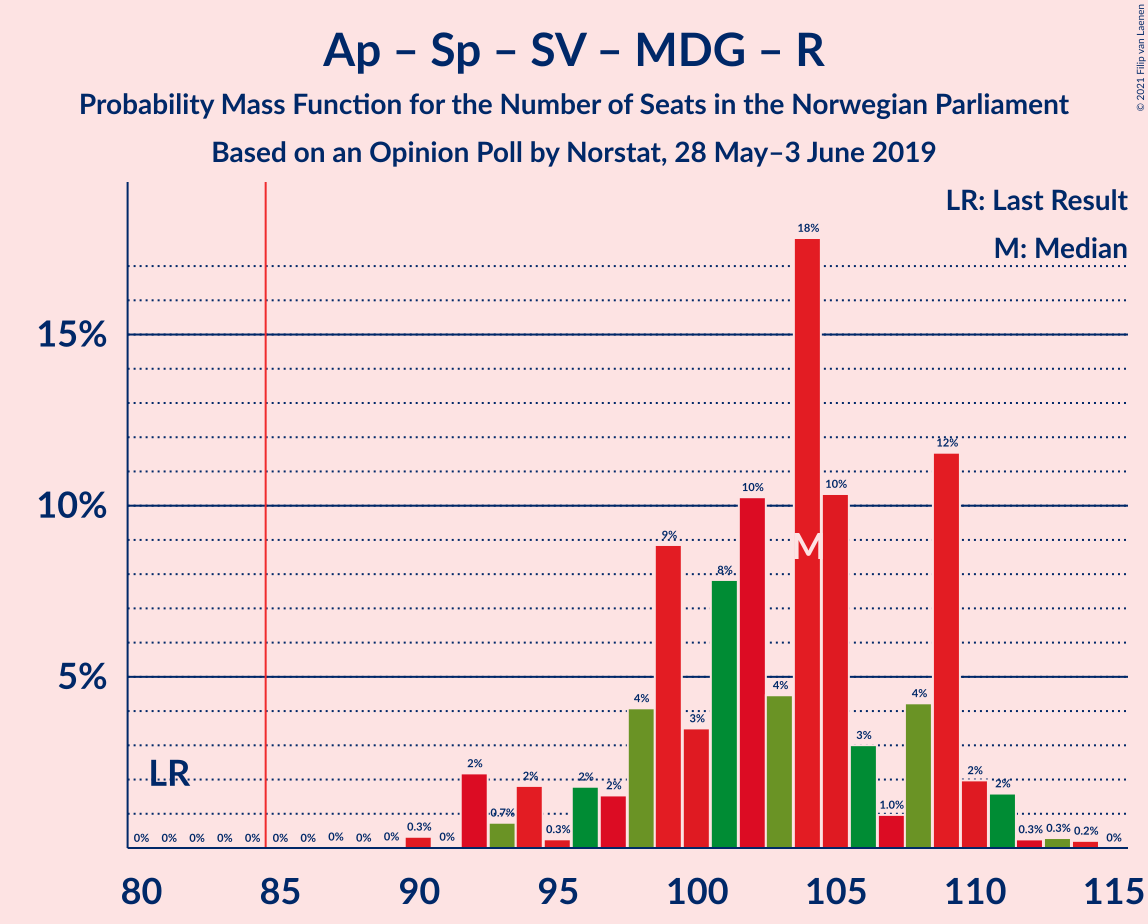 Ap – Sp – SV – MDG – R
Probability Mass Function for the Number of Seats in the Norwegian Parliament
Based on an Opinion Poll by Norstat, 28 May–3 June 2019
© 2021 Filip van Laenen
LR: Last Result
M: Median
15%
10%
5%
LR
M
0% 0% 0% 0% 0% 0% 0% 0% 0% 0% 0.3% 0% 2% 0.7% 2% 0.3% 2% 2% 4% 9% 3% 8% 10% 4% 18% 10% 3% 1.0% 4% 12% 2% 2% 0.3% 0.3% 0.2% 0%
80 85 90 95 100 105 110 115